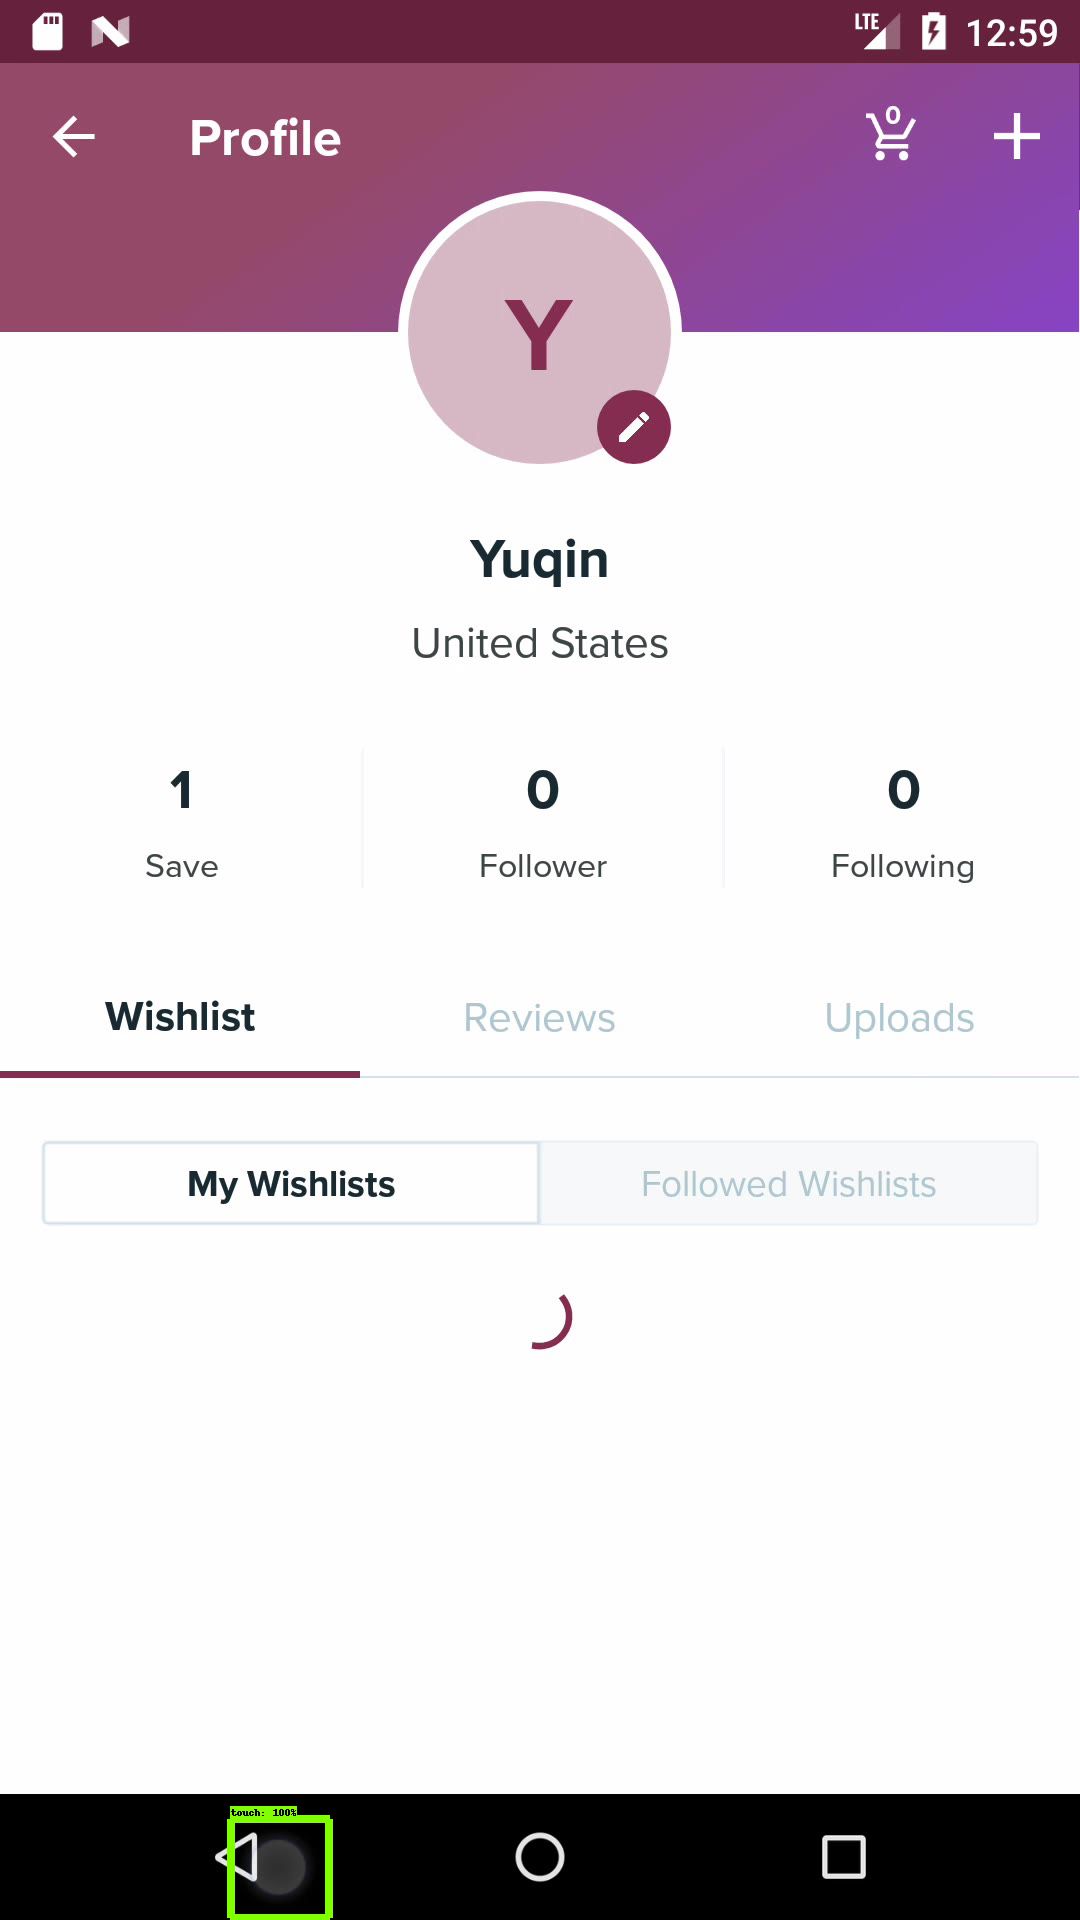 LTE 12:59
Profile
0
Y
Yuqin
United States
1 0 0
Save Follower Following
Wishlist Reviews Uploads
My Wishlists Followed Wishlists
touch: 100%